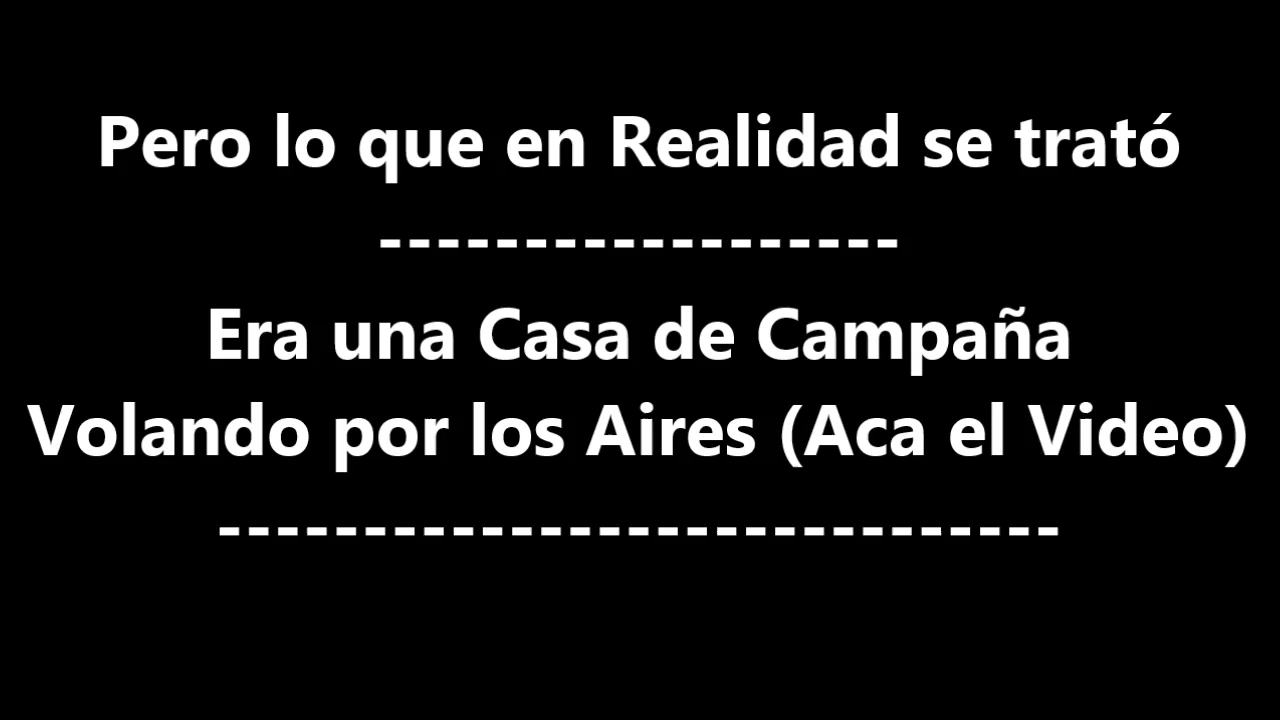 Pero lo que en Realidad se trató
------------------
Era una Casa de Campaña
Volando por los Aires (Aca el Video)
-----------------------------